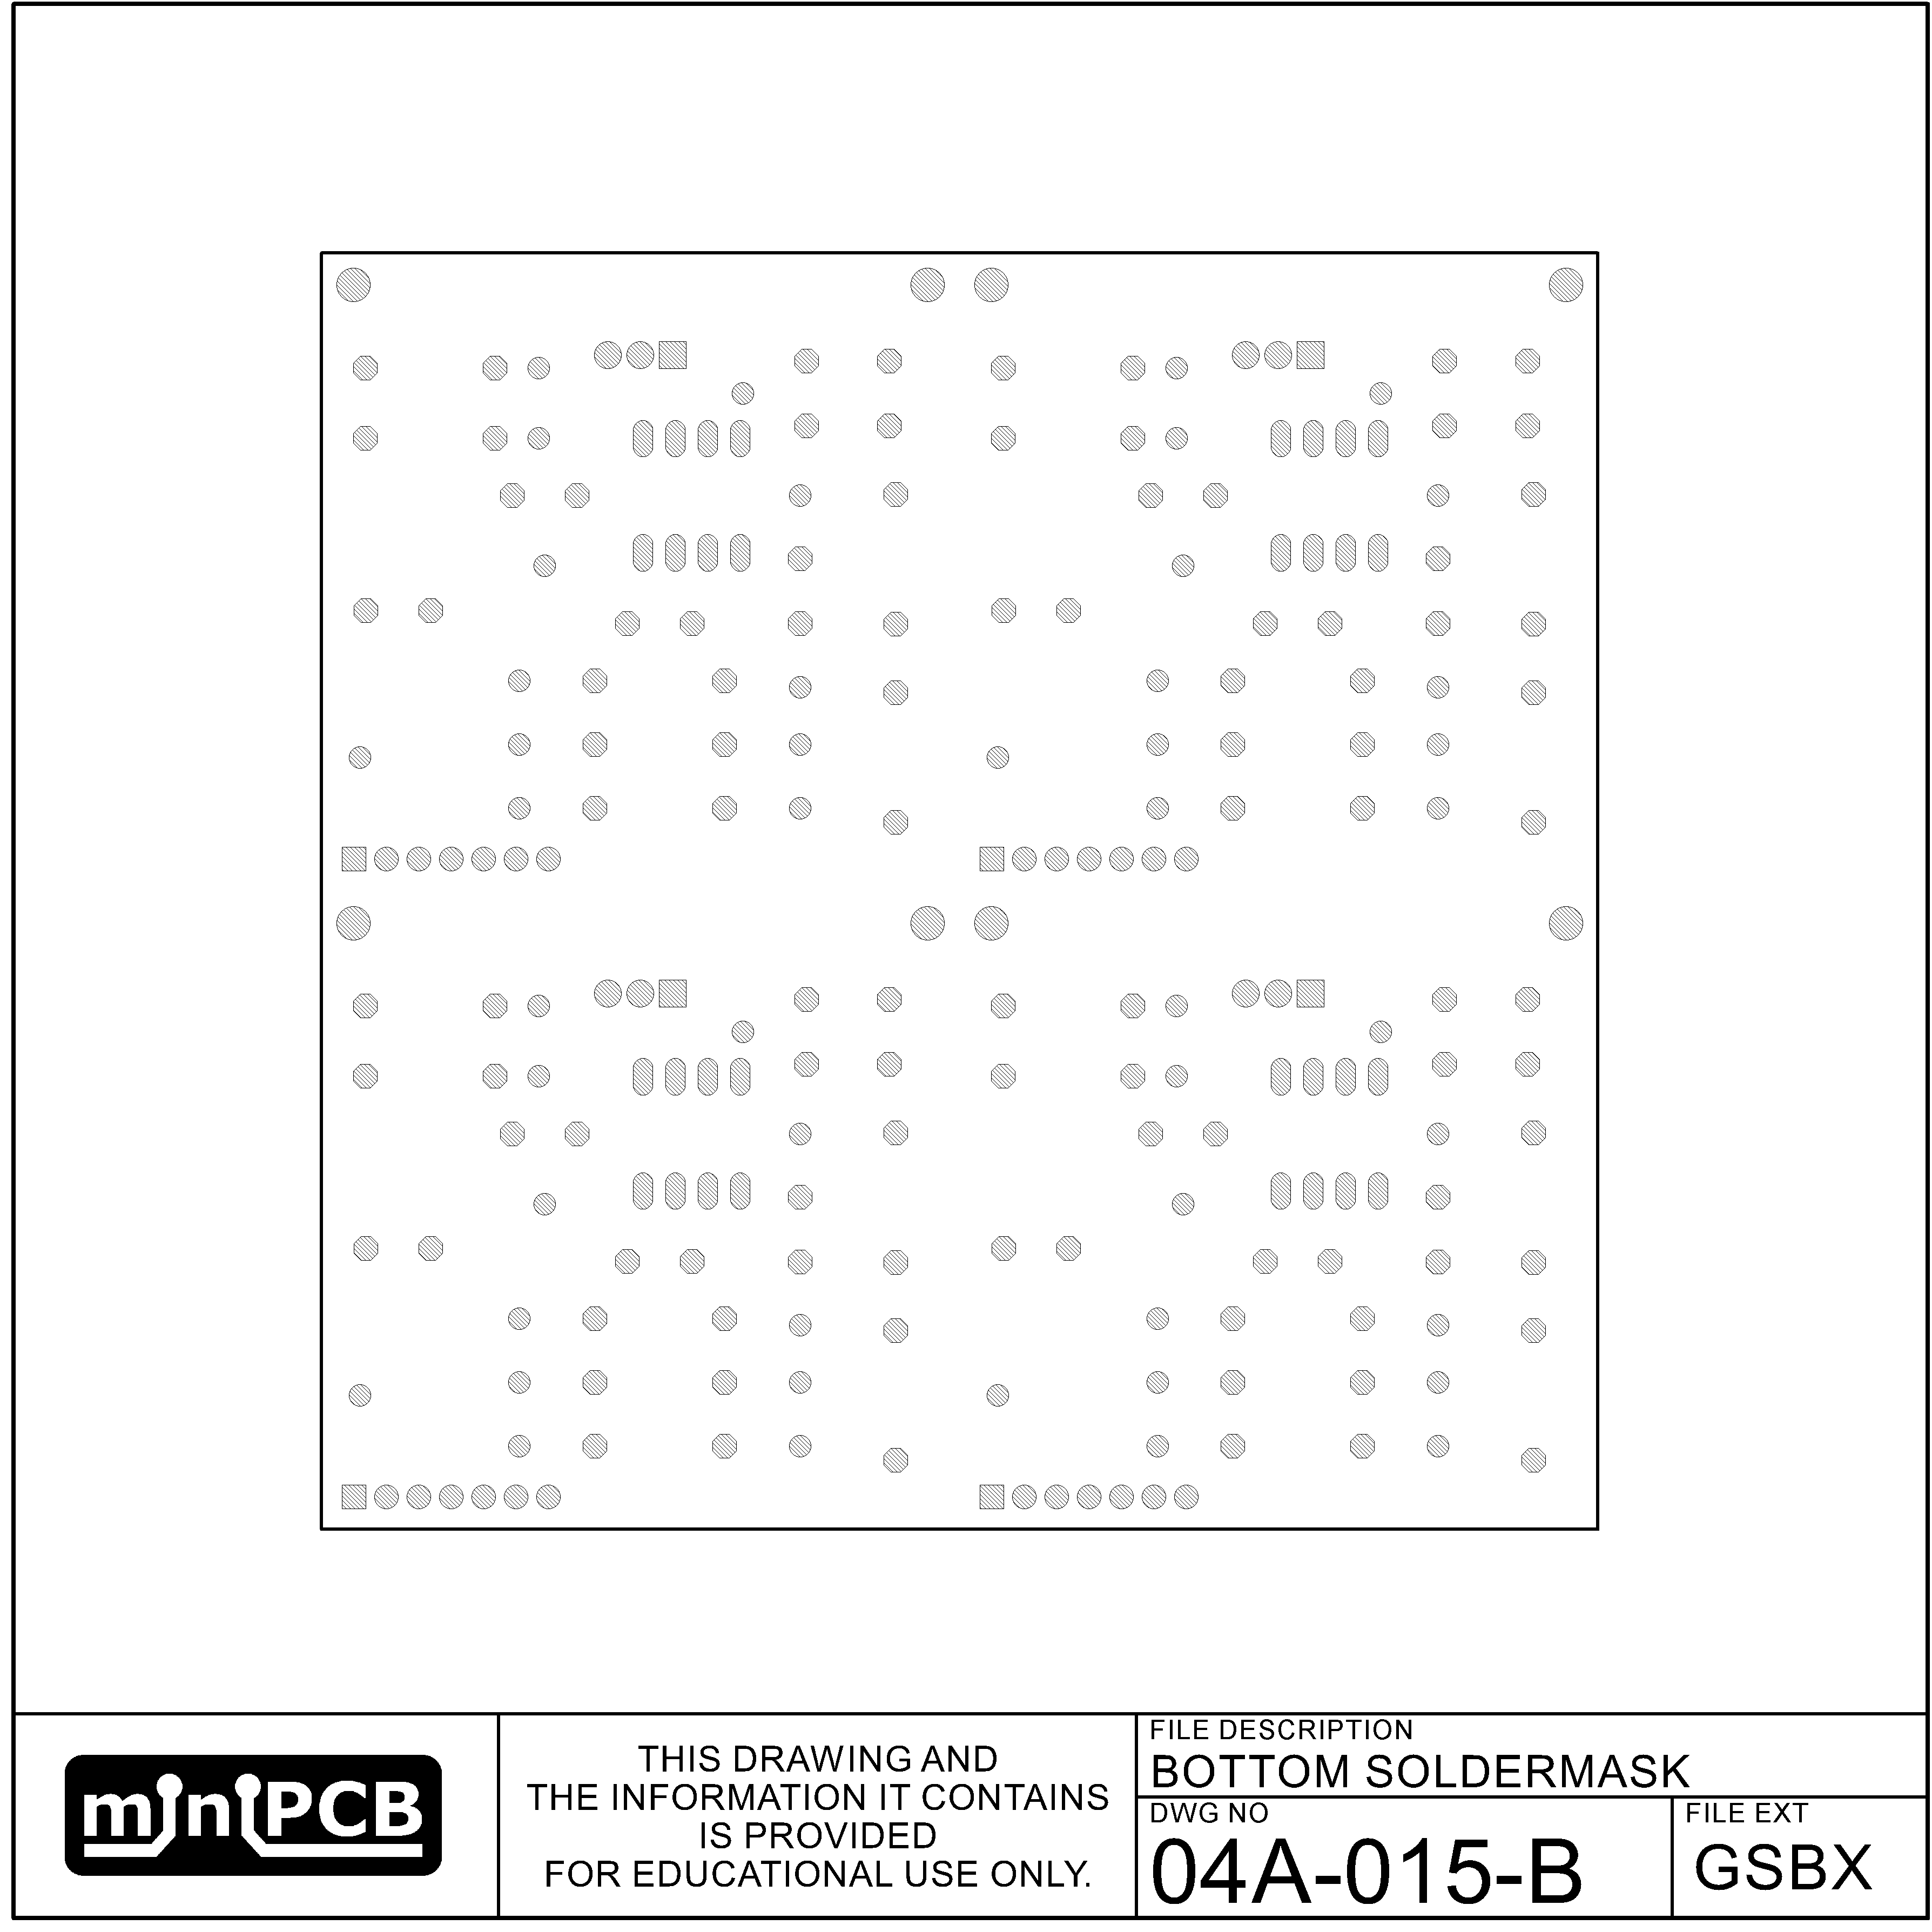 miniPCB
THIS DRAWING AND
THE INFORMATION IT CONTAINS
IS PROVIDED
FOR EDUCATIONAL USE ONLY.
FILE DESCRIPTION
BOTTOM SOLDERMASK
DWG NO
04A-015-B
FILE EXT
GSBX